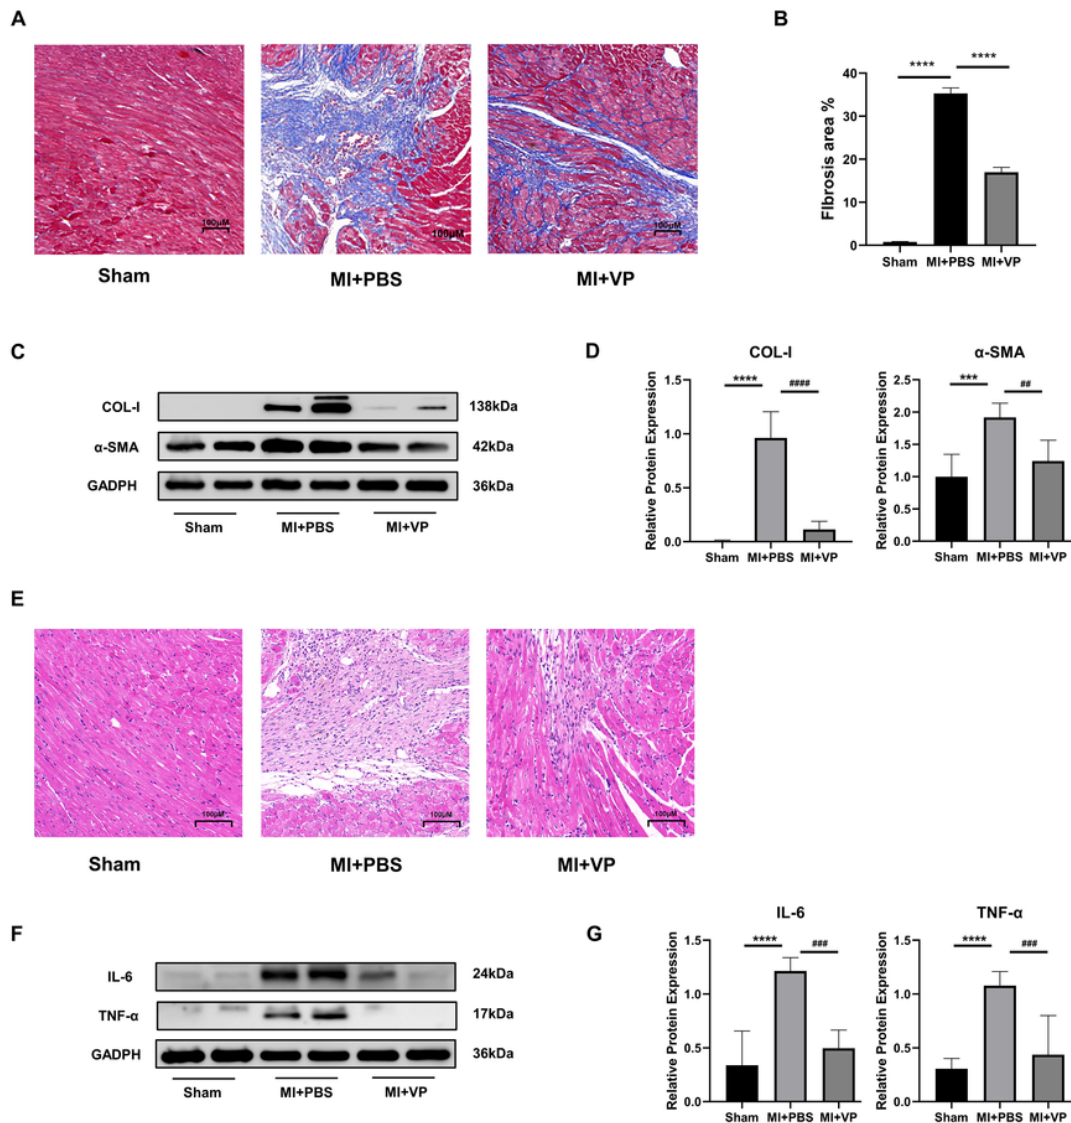 A
100μM
Sham
100μM
MI+PBS
100μM
MI+VP
B
Fibrosis area %
40
30
20
10
0
**** ****
Sham MI+PBS MI+VP
C
COL-I 138kDa
α-SMA 42kDa
GADPH 36kDa
Sham MI+PBS MI+VP
D
COL-I
Relative Protein Expression
1.5
1.0
0.5
0.0
**** ####
Sham MI+PBS MI+VP
α-SMA
Relative Protein Expression
2.5
2.0
1.5
1.0
0.5
0.0
*** ##
Sham MI+PBS MI+VP
E
100μM
Sham
100μM
MI+PBS
100μM
MI+VP
F
IL-6 24kDa
TNF-α 17kDa
GADPH 36kDa
Sham MI+PBS MI+VP
G
IL-6
Relative Protein Expression
1.5
1.0
0.5
0.0
**** ###
Sham MI+PBS MI+VP
TNF-α
Relative Protein Expression
1.5
1.0
0.5
0.0
**** ###
Sham MI+PBS MI+VP